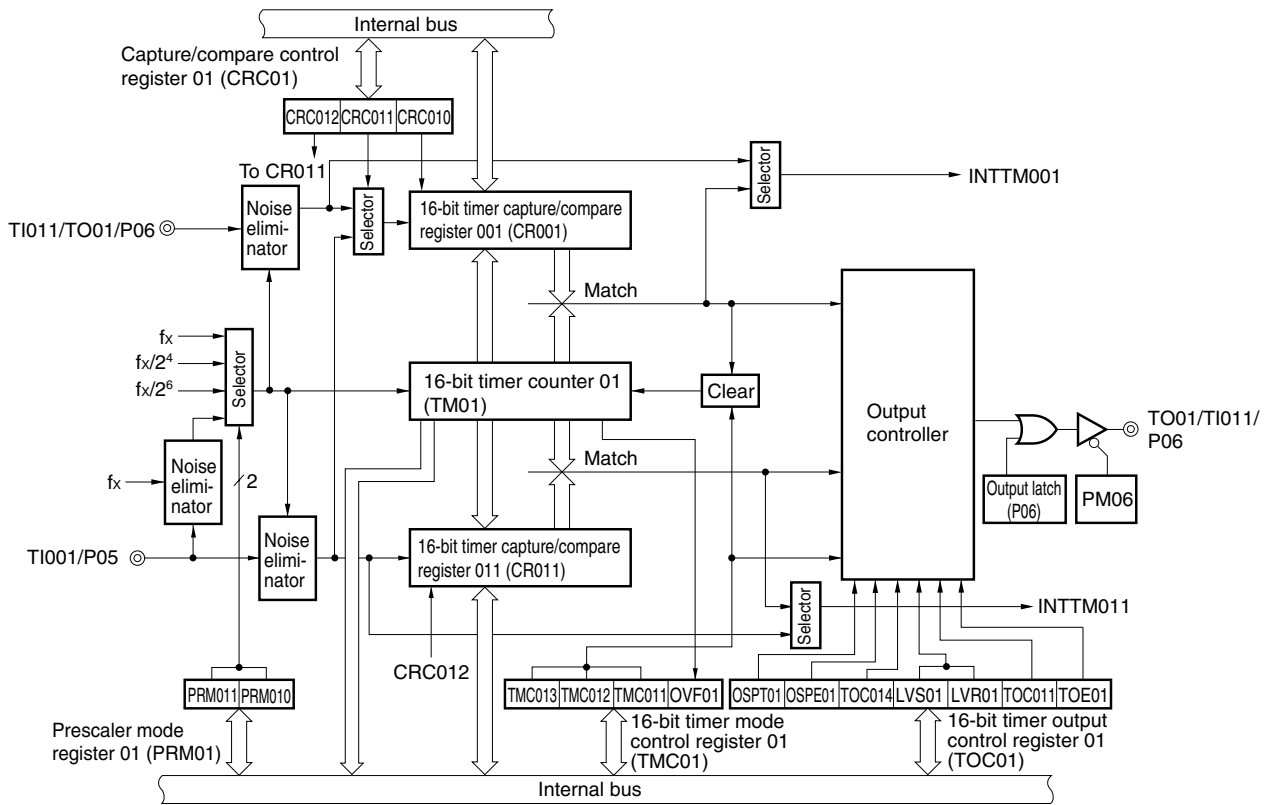 Internal bus
Capture/compare control
register 01 (CRC01)
CRC012 CRC011 CRC010
To CR011
Selector
INTTM001
Noise
elimi-
nator
Selector
16-bit timer capture/compare
register 001 (CR001)
TI011/TO01/P06
Match
fx
fx/2⁴
fx/2⁶
Selector
16-bit timer counter 01
(TM01)
Clear
Output
controller
TO01/TI011/
P06
Match
fx
Noise
elimi-
nator
2
Output latch
(P06)
PM06
TI001/P05
Noise
elimi-
nator
16-bit timer capture/compare
register 011 (CR011)
Selector
INTTM011
CRC012
PRM011 PRM010
TMC013 TMC012 TMC011 OVF01
OSPT01 OSPE01 TOC014 LVS01 LVR01 TOC011 TOE01
Prescaler mode
register 01 (PRM01)
16-bit timer mode
control register 01
(TMC01)
16-bit timer output
control register 01
(TOC01)
Internal bus